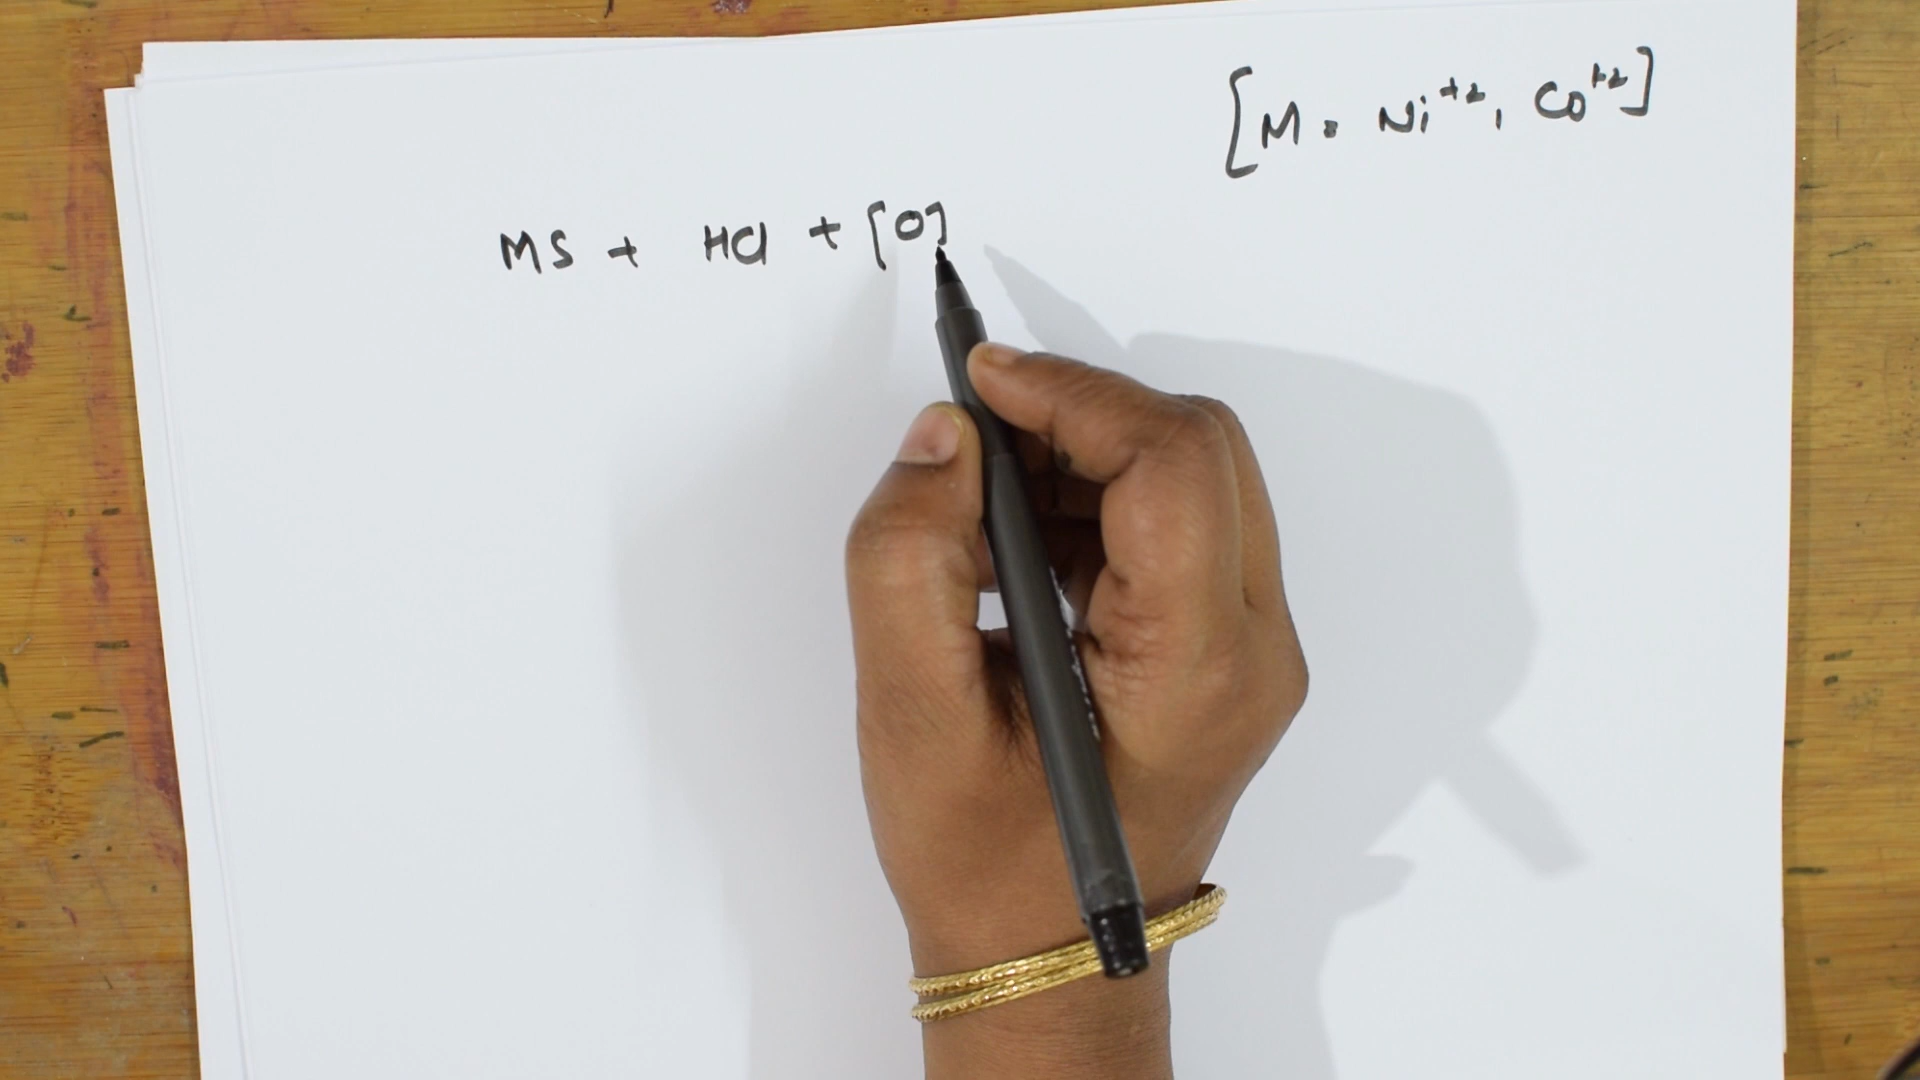 [M = Ni⁺², Co⁺²]
MS + HCl + [O]